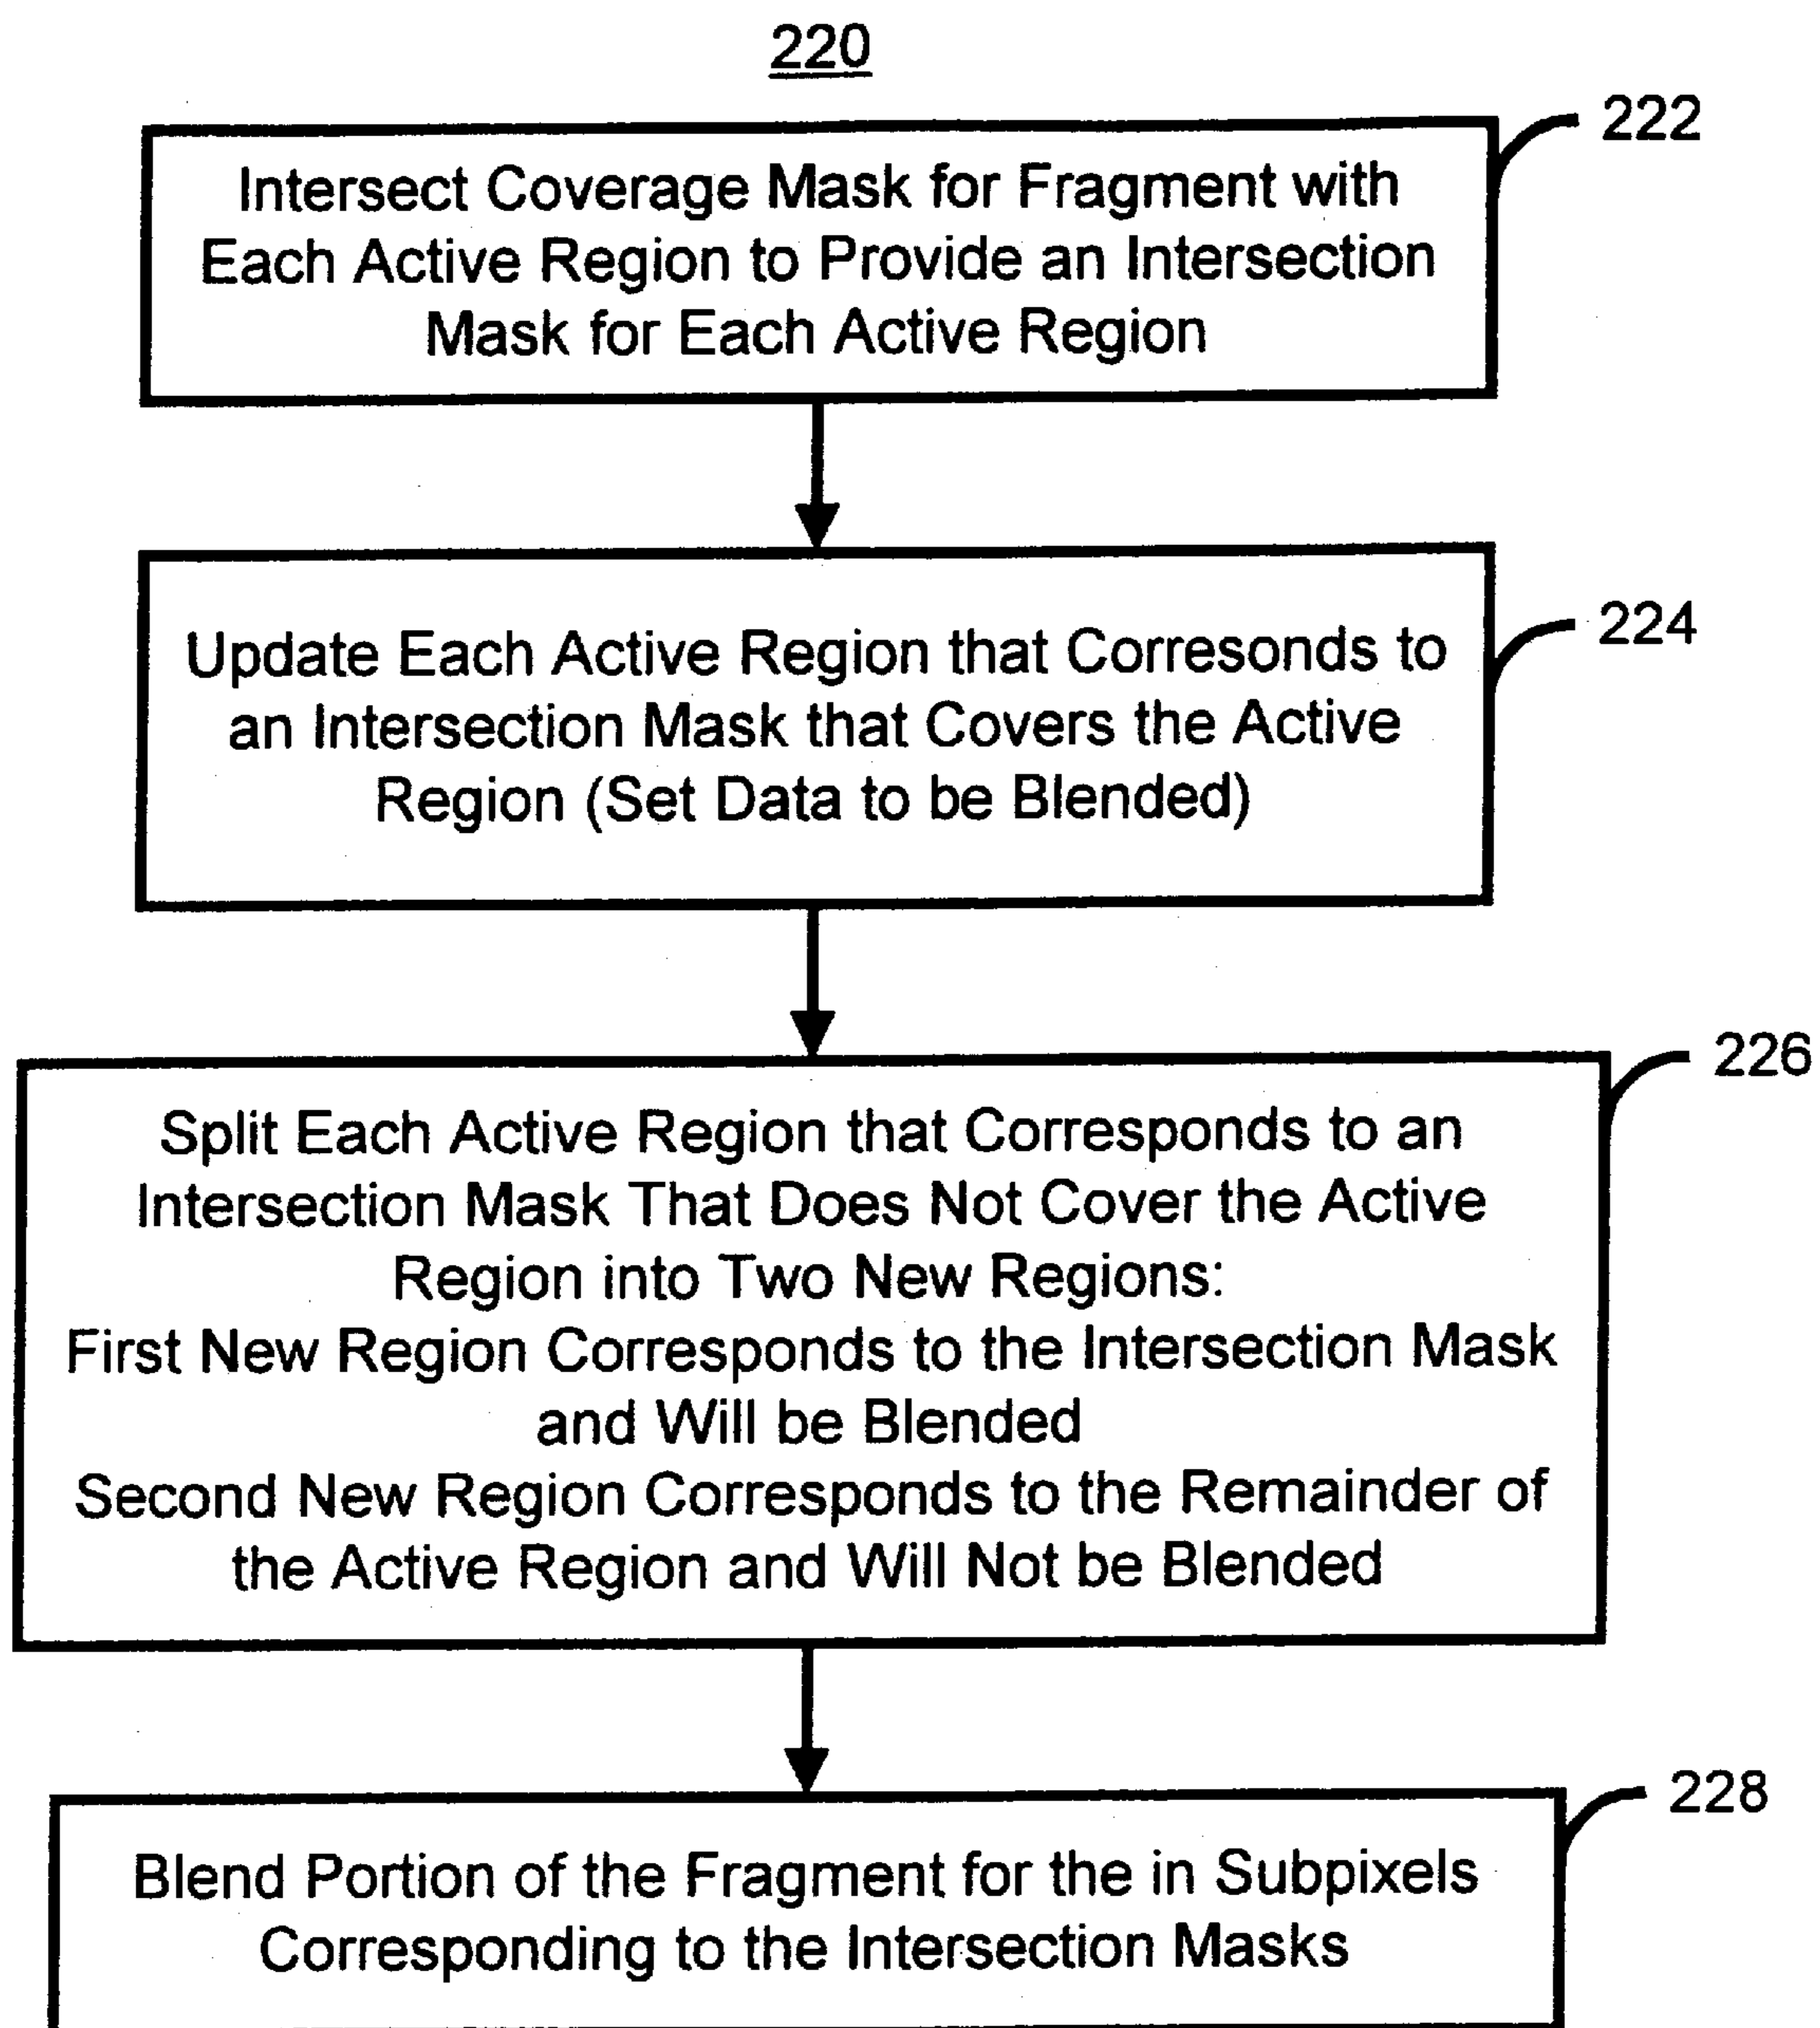 220
222
Intersect Coverage Mask for Fragment with
Each Active Region to Provide an Intersection
Mask for Each Active Region
224
Update Each Active Region that Corresonds to
an Intersection Mask that Covers the Active
Region (Set Data to be Blended)
226
Split Each Active Region that Corresponds to an
Intersection Mask That Does Not Cover the Active
Region into Two New Regions:
First New Region Corresponds to the Intersection Mask
and Will be Blended
Second New Region Corresponds to the Remainder of
the Active Region and Will Not be Blended
228
Blend Portion of the Fragment for the in Subpixels
Corresponding to the Intersection Masks